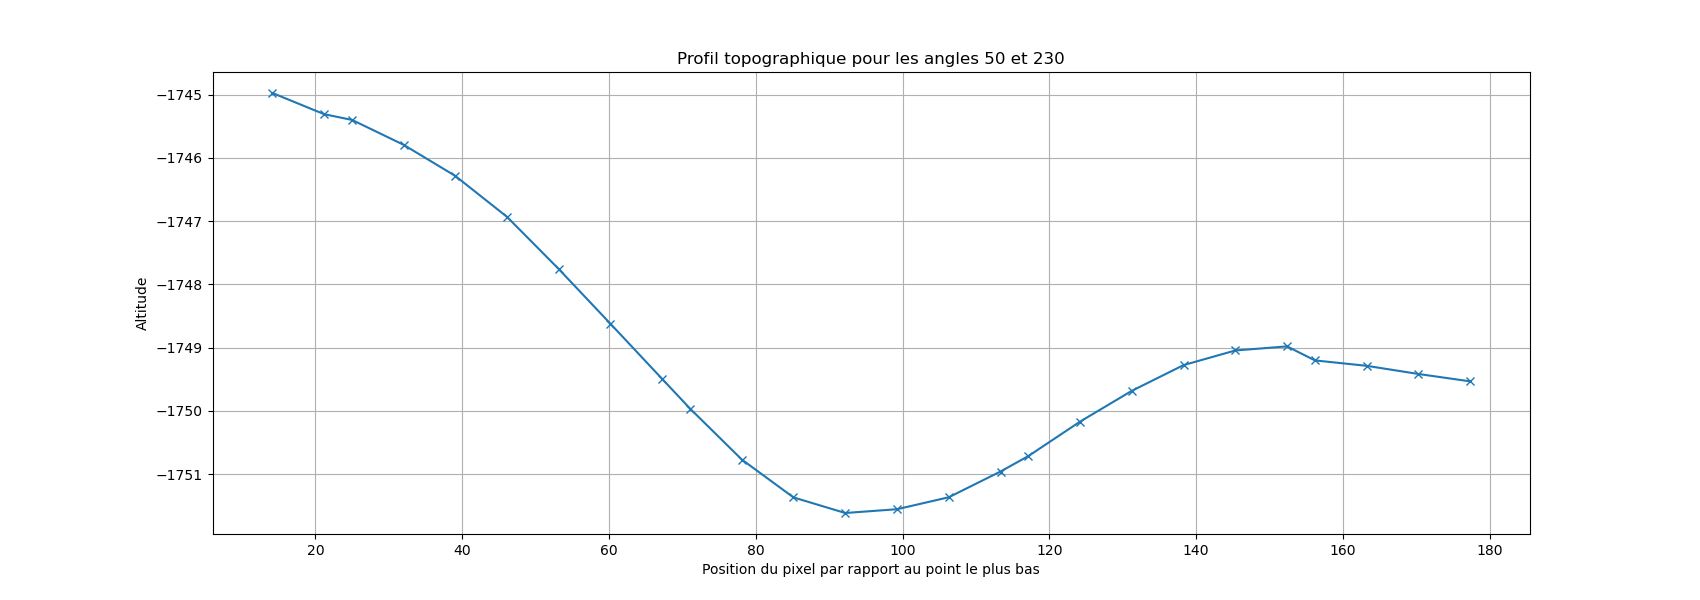 Profil topographique pour les angles 50 et 230
−1745
−1746
−1747
−1748
−1749
−1750
−1751
Altitude
20 40 60 80 100 120 140 160 180
Position du pixel par rapport au point le plus bas